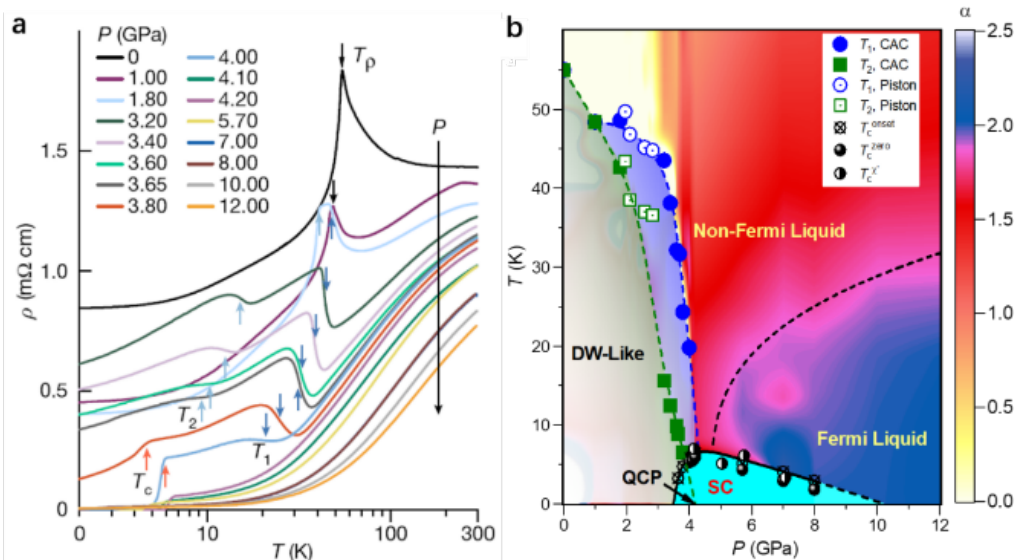 a
P (GPa)
0
1.00
1.80
3.20
3.40
3.60
3.65
3.80
4.00
4.10
4.20
5.70
7.00
8.00
10.00
12.00
Tρ
P
T2
T1
Tc
1.5
1.0
0.5
0
ρ (mΩ cm)
0
10
100
300
T (K)
b
T1, CAC
T2, CAC
T1, Piston
T2, Piston
Tc onset
Tc zero
Tc χ'
Non-Fermi Liquid
DW-Like
Fermi Liquid
QCP
SC
50
40
30
20
10
0
T (K)
0
2
4
6
8
10
12
P (GPa)
α
2.5
2.0
1.5
1.0
0.5
0.0